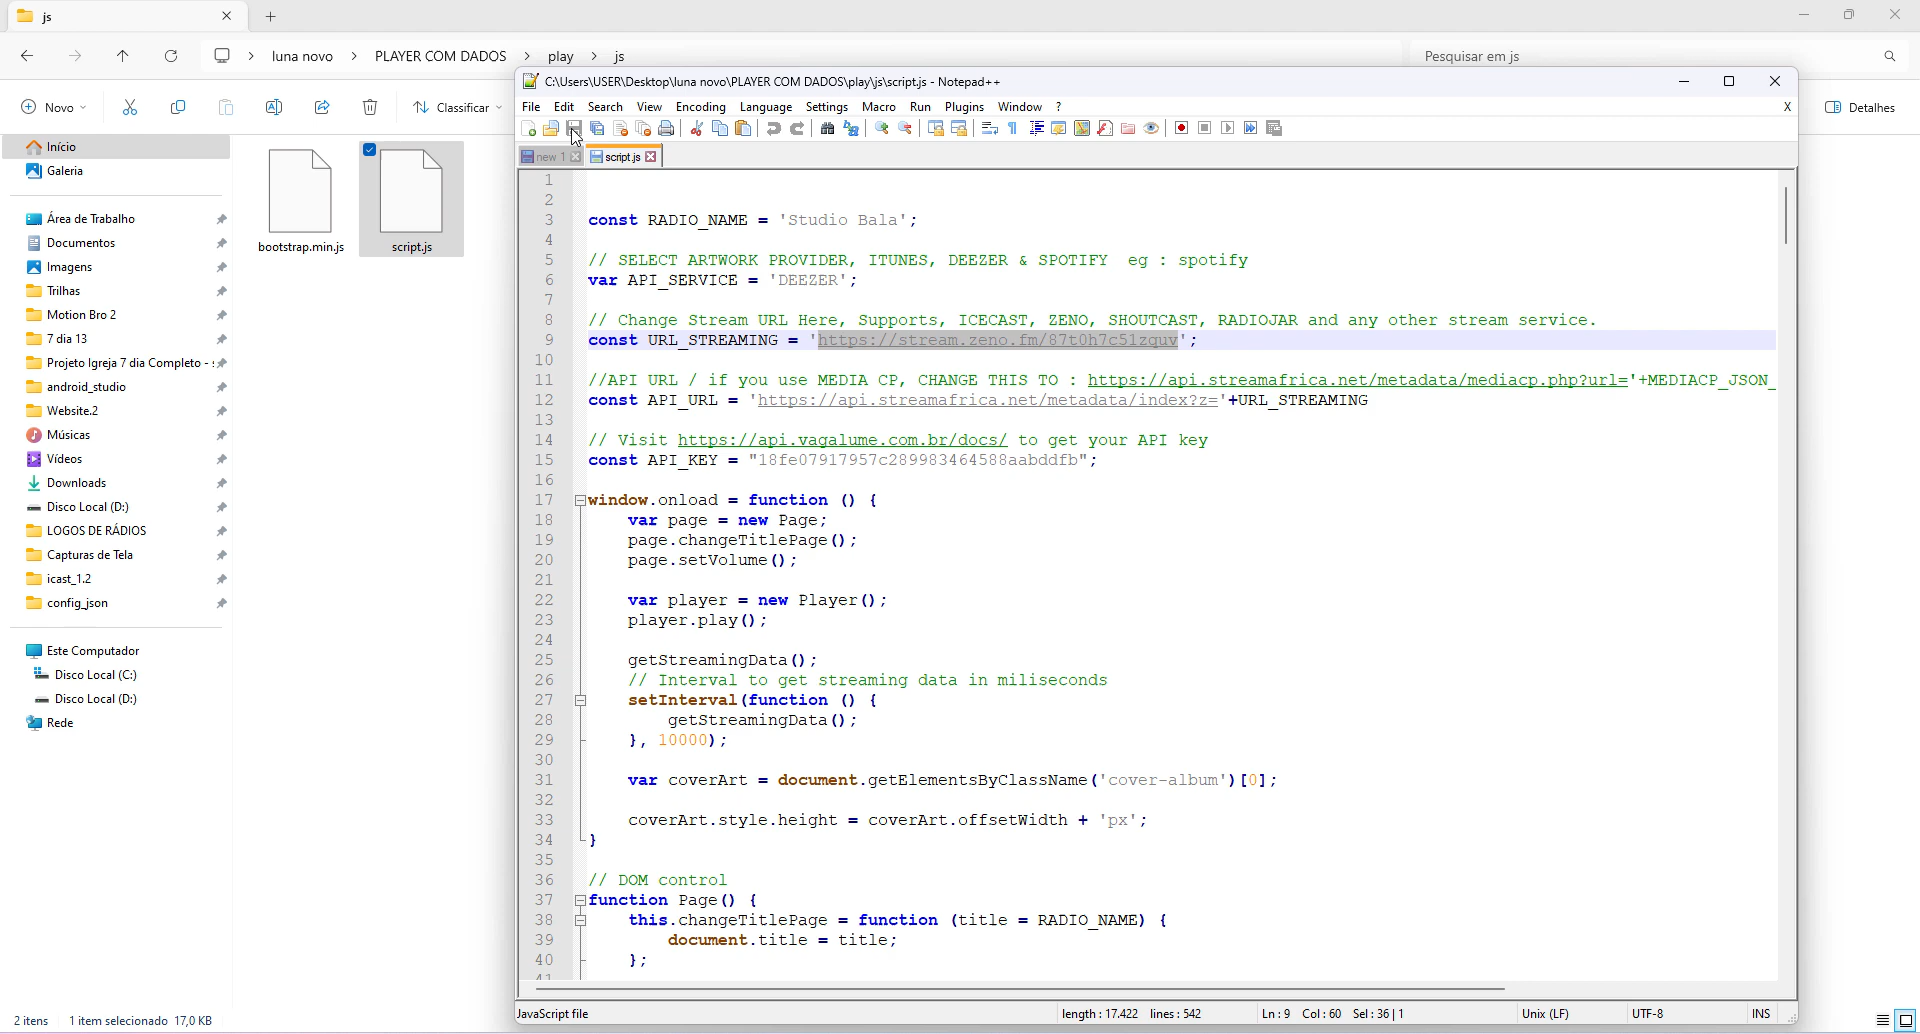 js
luna novo > PLAYER COM DADOS > play > js
Pesquisar em js
Novo
Classificar
Detalhes
Início
Galeria
Área de Trabalho
Documentos
Imagens
Trilhas
Motion Bro 2
7 dia 13
Projeto Igreja 7 dia Completo -
android_studio
Website.2
Músicas
Vídeos
Downloads
Disco Local (D:)
LOGOS DE RÁDIOS
Capturas de Tela
icast_1.2
config_json
Este Computador
Disco Local (C:)
Disco Local (D:)
Rede
bootstrap.min.js
script.js
2 itens
1 item selecionado 17,0 KB
C:\Users\USER\Desktop\luna novo\PLAYER COM DADOS\play\js\script.js - Notepad++
File Edit Search View Encoding Language Settings Macro Run Plugins Window ?
X
new 1
script.js
1
2
3 const RADIO_NAME = 'Studio Bala';
4
5 // SELECT ARTWORK PROVIDER, ITUNES, DEEZER & SPOTIFY  eg : spotify
6 var API_SERVICE = 'DEEZER';
7
8 // Change Stream URL Here, Supports, ICECAST, ZENO, SHOUTCAST, RADIOJAR and any other stream service.
9 const URL_STREAMING = 'https://stream.zeno.fm/87t0h7c51zquv';
10
11 //API URL / if you use MEDIA CP, CHANGE THIS TO : https://api.streamafrica.net/metadata/mediacp.php?url='+MEDIACP_JSON_
12 const API_URL = 'https://api.streamafrica.net/metadata/index?z='+URL_STREAMING
13
14 // Visit https://api.vagalume.com.br/docs/ to get your API key
15 const API_KEY = "18fe07917957c289983464588aabddfb";
16
17 window.onload = function () {
18     var page = new Page;
19     page.changeTitlePage();
20     page.setVolume();
21
22     var player = new Player();
23     player.play();
24
25     getStreamingData();
26     // Interval to get streaming data in miliseconds
27     setInterval(function () {
28         getStreamingData();
29     }, 10000);
30
31     var coverArt = document.getElementsByClassName('cover-album')[0];
32
33     coverArt.style.height = coverArt.offsetWidth + 'px';
34 }
35
36 // DOM control
37 function Page() {
38     this.changeTitlePage = function (title = RADIO_NAME) {
39         document.title = title;
40     };
41
JavaScript file
length : 17.422 lines : 542
Ln : 9 Col : 60 Sel : 36 | 1
Unix (LF)
UTF-8
INS